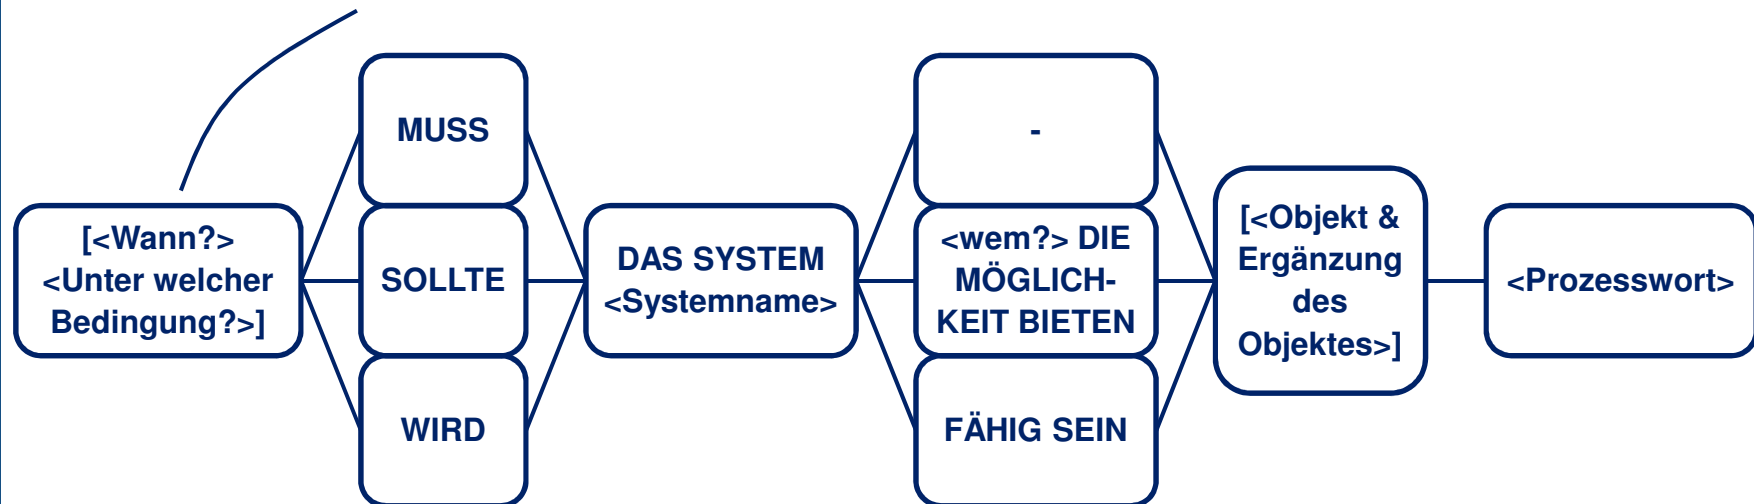 [<Wann?>
<Unter welcher
Bedingung?>]
MUSS
SOLLTE
WIRD
DAS SYSTEM
<Systemname>
-
<wem?> DIE
MÖGLICH-
KEIT BIETEN
FÄHIG SEIN
[<Objekt &
Ergänzung
des
Objektes>]
<Prozesswort>